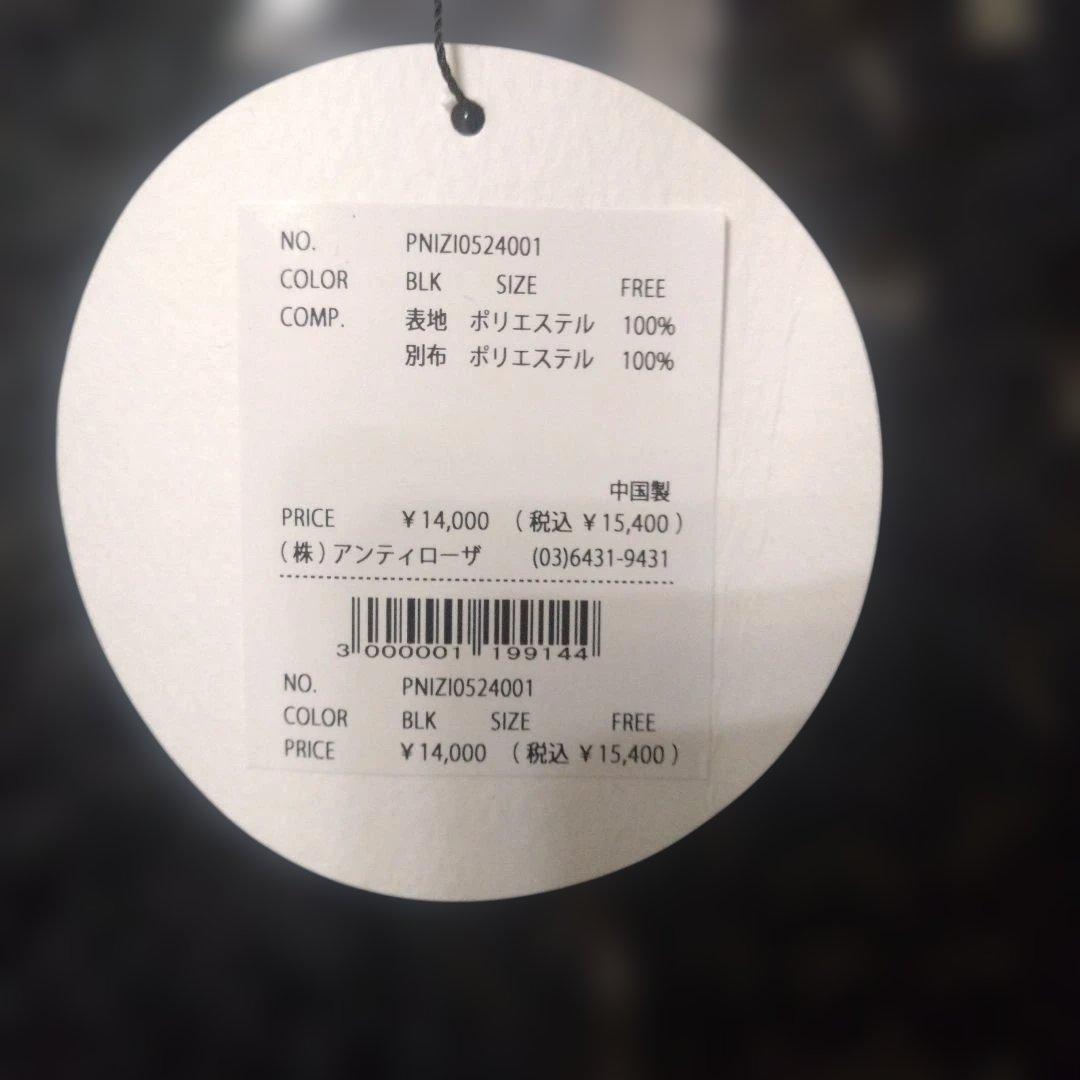 NO. PNIZI0524001
COLOR BLK SIZE FREE
COMP. 表地 ポリエステル 100%
別布 ポリエステル 100%
中国製
PRICE ¥14,000 (税込 ¥15,400)
(株)アンティローザ (03)6431-9431
3 000001 199144
NO. PNIZI0524001
COLOR BLK SIZE FREE
PRICE ¥14,000 (税込 ¥15,400)